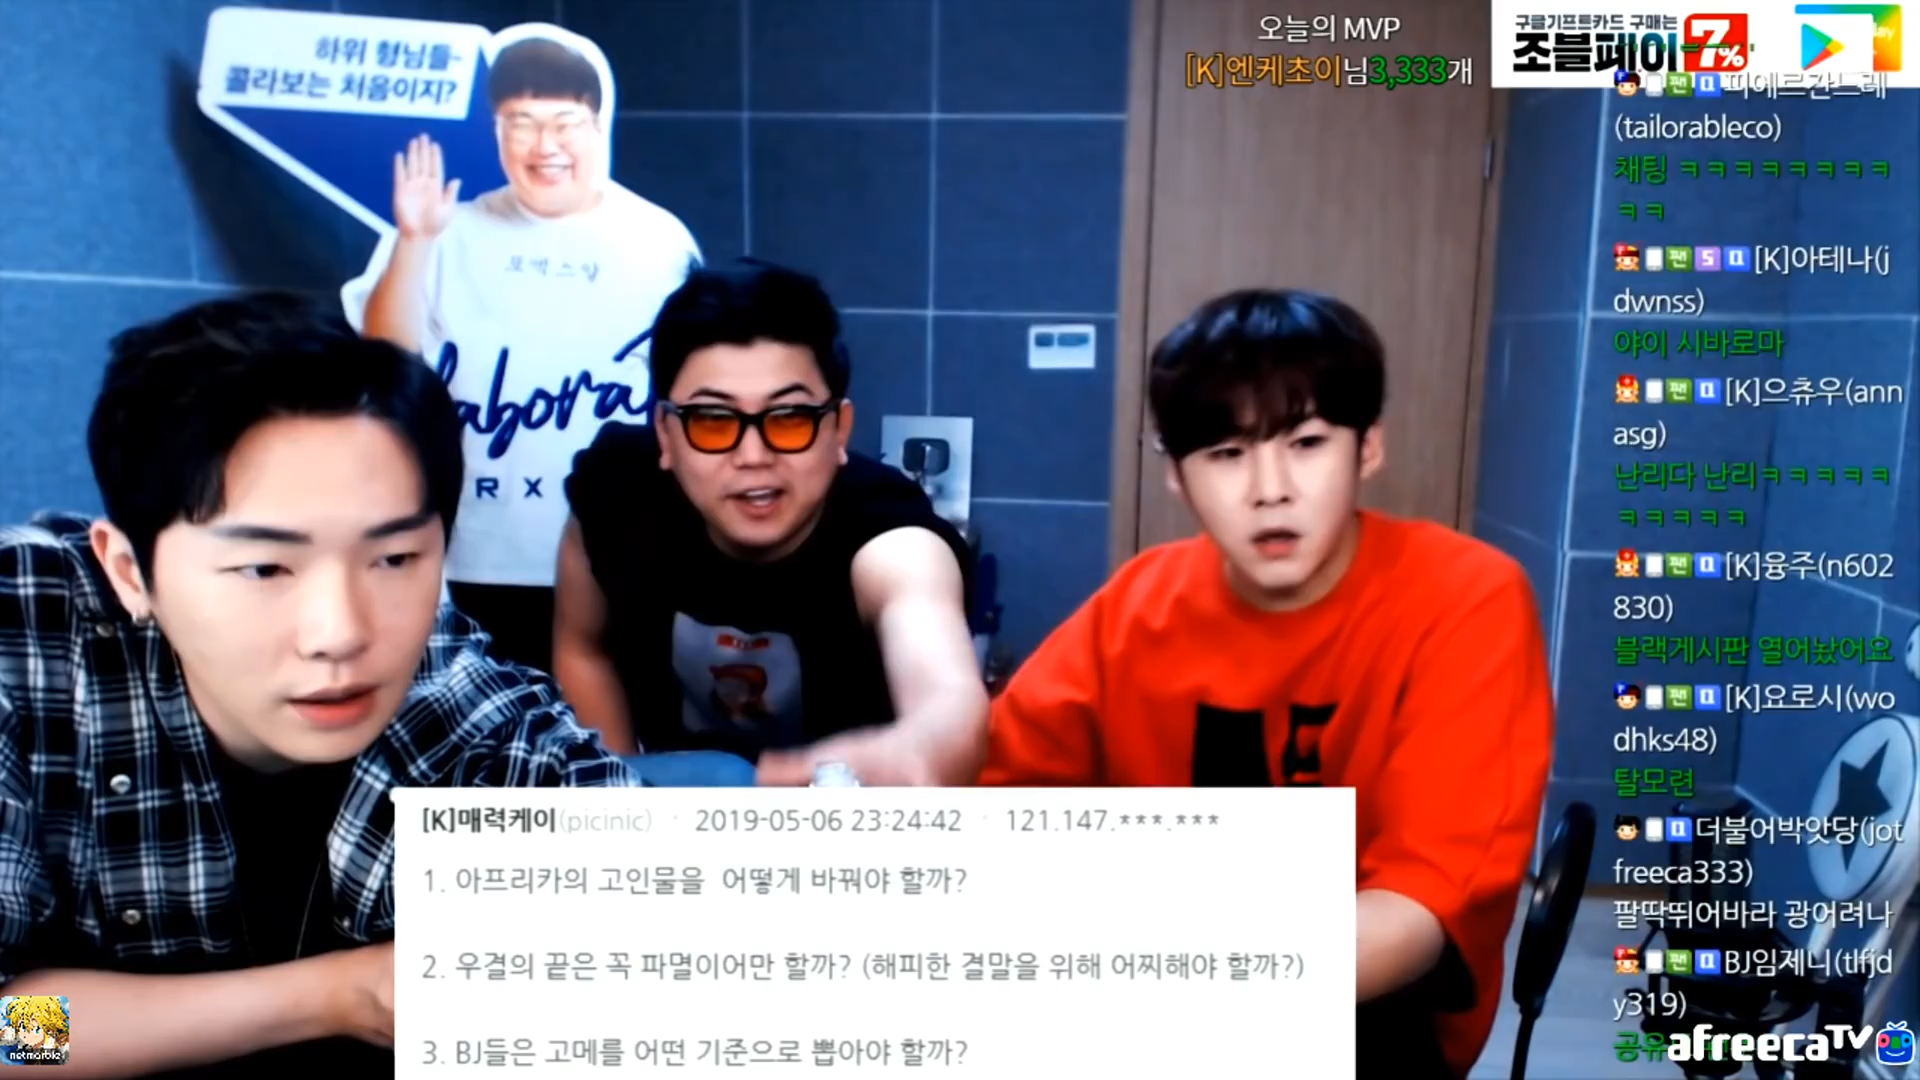 하위 형님들~
콜라보는 처음이지?
오늘의 MVP
[K]엔케초이님3,333개
구글기프트카드 구매는
조블페이 7%
(tailorableco)
채팅 ㅋㅋㅋㅋㅋㅋㅋㅋ
ㅋㅋ
[K]아테나(j
dwnss)
야이 시바로마
[K]으츄우(ann
asg)
난리다 난리ㅋㅋㅋㅋㅋ
ㅋㅋㅋㅋㅋ
[K]융주(n602
830)
블랙게시판 열어놨어요
[K]요로시(wo
dhks48)
탈모련
더불어박앗당(jot
freeca333)
팔딱뛰어바라 광어려나
BJ임제니(tlfjd
y319)
공유
afreecaTV
R X
[K]매력케이(picinic) · 2019-05-06 23:24:42 · 121.147.***.***
1. 아프리카의 고인물을 어떻게 바꿔야 할까?
2. 우결의 끝은 꼭 파멸이어만 할까? (해피한 결말을 위해 어찌해야 할까?)
3. BJ들은 고메를 어떤 기준으로 뽑아야 할까?
netmarble